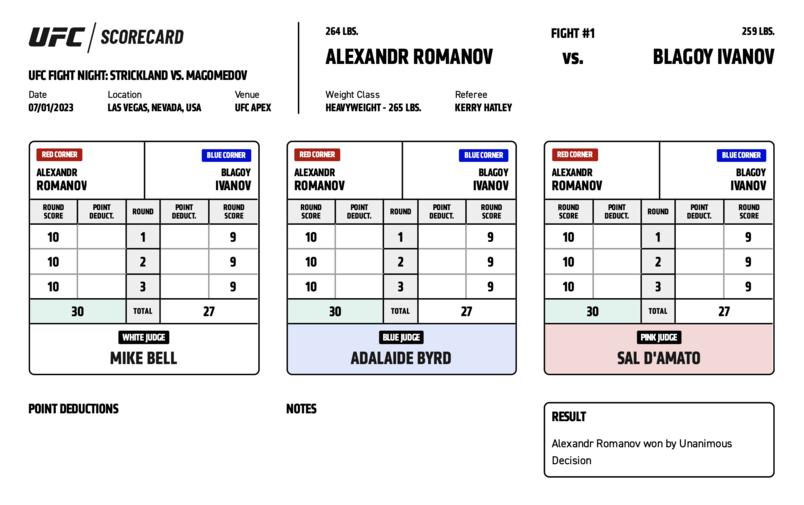 UFC / SCORECARD
UFC FIGHT NIGHT: STRICKLAND VS. MAGOMEDOV
Date Location Venue
07/01/2023 LAS VEGAS, NEVADA, USA UFC APEX
264 LBS. FIGHT #1 259 LBS.
ALEXANDR ROMANOV VS. BLAGOY IVANOV
Weight Class Referee
HEAVYWEIGHT - 265 LBS. KERRY HATLEY
RED CORNER BLUE CORNER
ALEXANDR BLAGOY
ROMANOV IVANOV
ROUND SCORE POINT DEDUCT. ROUND POINT DEDUCT. ROUND SCORE
10 1 9
10 2 9
10 3 9
30 TOTAL 27
WHITE JUDGE
MIKE BELL
RED CORNER BLUE CORNER
ALEXANDR BLAGOY
ROMANOV IVANOV
ROUND SCORE POINT DEDUCT. ROUND POINT DEDUCT. ROUND SCORE
10 1 9
10 2 9
10 3 9
30 TOTAL 27
BLUE JUDGE
ADALAIDE BYRD
RED CORNER BLUE CORNER
ALEXANDR BLAGOY
ROMANOV IVANOV
ROUND SCORE POINT DEDUCT. ROUND POINT DEDUCT. ROUND SCORE
10 1 9
10 2 9
10 3 9
30 TOTAL 27
PINK JUDGE
SAL D'AMATO
POINT DEDUCTIONS
NOTES
RESULT
Alexandr Romanov won by Unanimous
Decision